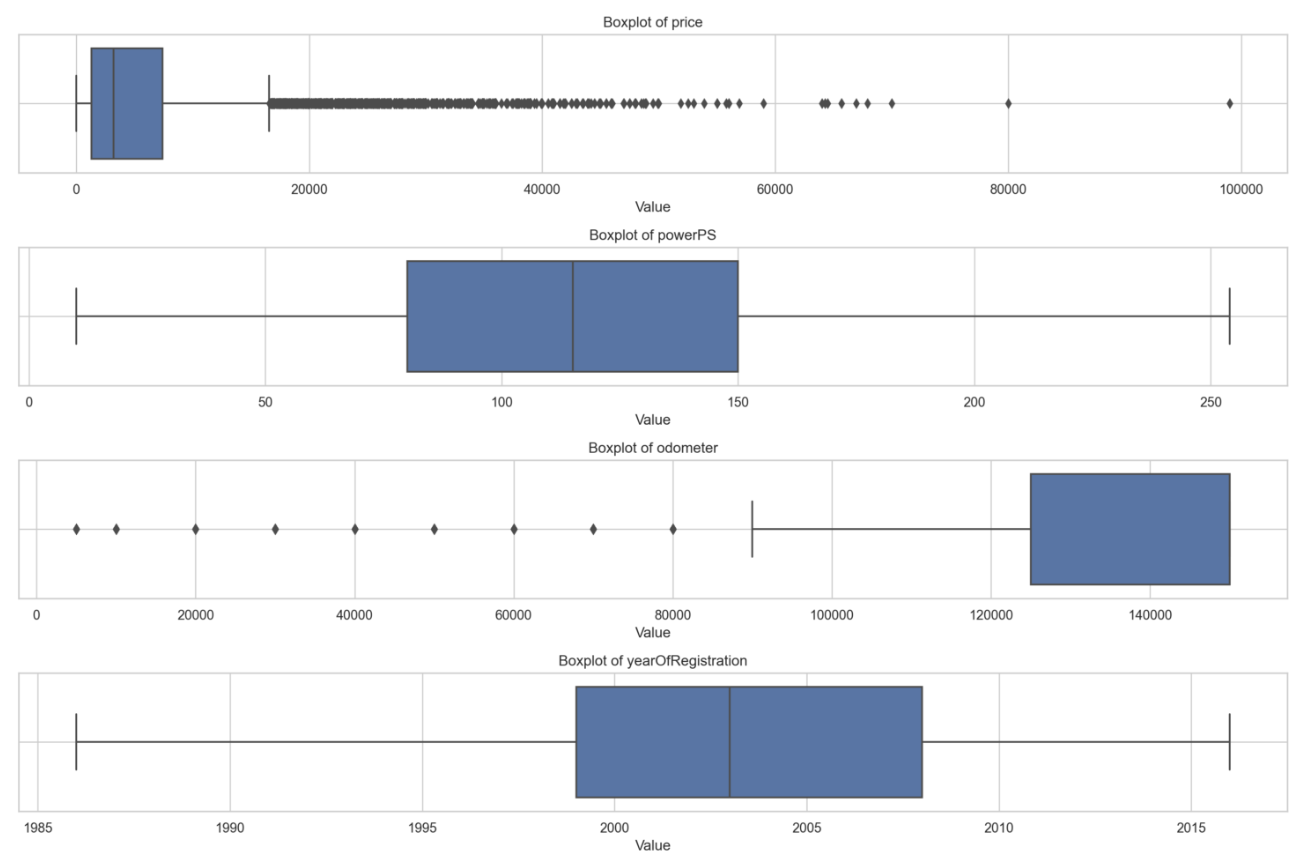 Boxplot of price
0 20000 40000 60000 80000 100000
Value
Boxplot of powerPS
0 50 100 150 200 250
Value
Boxplot of odometer
0 20000 40000 60000 80000 100000 120000 140000
Value
Boxplot of yearOfRegistration
1985 1990 1995 2000 2005 2010 2015
Value